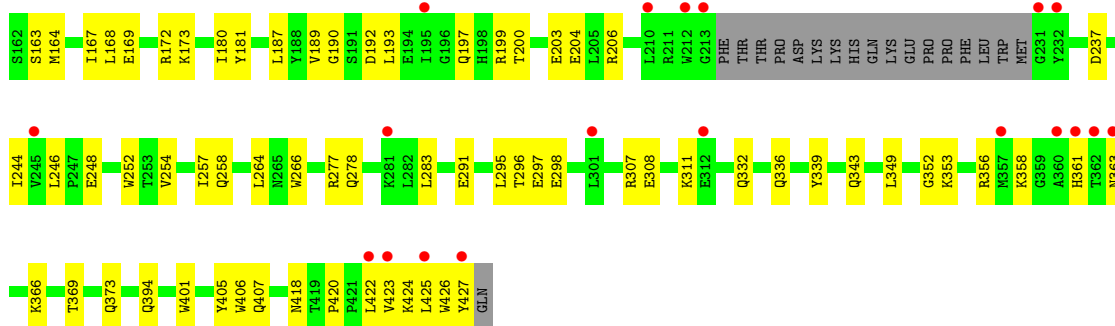 S162 S163 M164 I167 L168 E169 R172 K173 I180 Y181 L187 Y188 V189 G190 S191 D192 L193 E194 I195 G196 Q197 H198 R199 T200 E203 E204 L205 R206 L210 R211 W212 G213 PHE THR THR PRO ASP LYS LYS HIS GLN LYS GLU PRO PRO PHE LEU TRP MET G231 Y232 D237
I244 V245 L246 P247 E248 W252 T253 V254 I257 Q258 L264 N265 W266 R277 Q278 K281 L282 L283 E291 L295 T296 E297 E298 L301 R307 E308 K311 E312 Q332 Q336 Y339 Q343 L349 G352 K353 R356 M357 K358 G359 A360 H361 T362 N363
K366 T369 Q373 Q394 W401 Y405 W406 Q407 N418 T419 P420 P421 L422 V423 K424 L425 W426 Y427 GLN